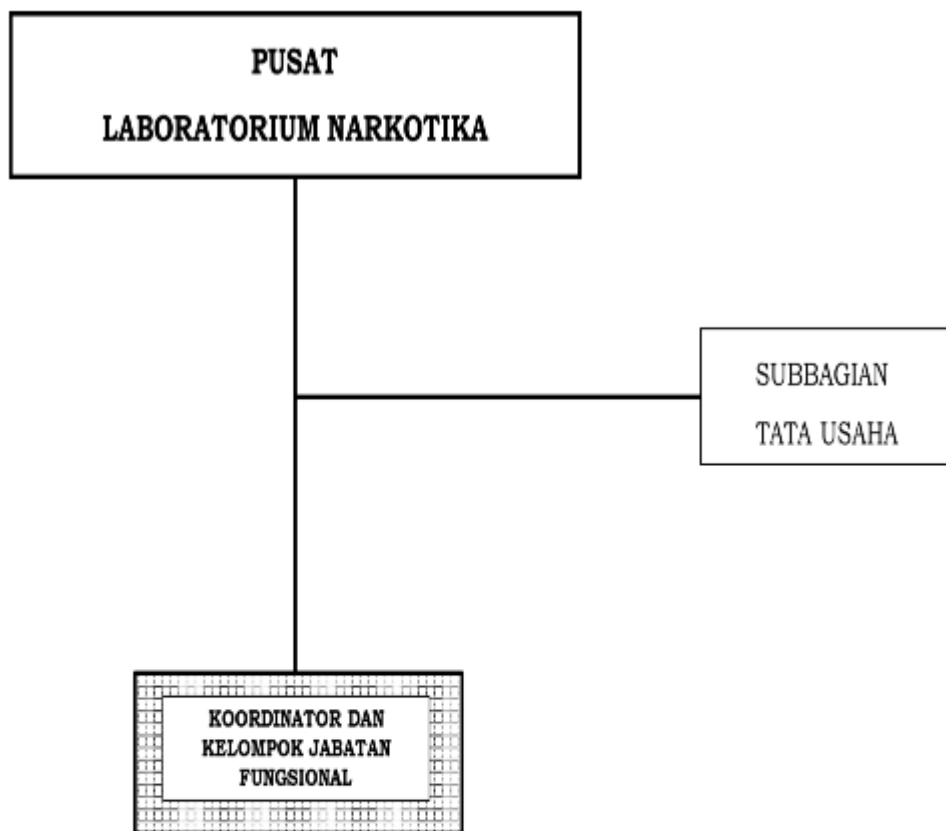 PUSAT
LABORATORIUM NARKOTIKA
SUBBAGIAN
TATA USAHA
KOORDINATOR DAN
KELOMPOK JABATAN
FUNGSIONAL